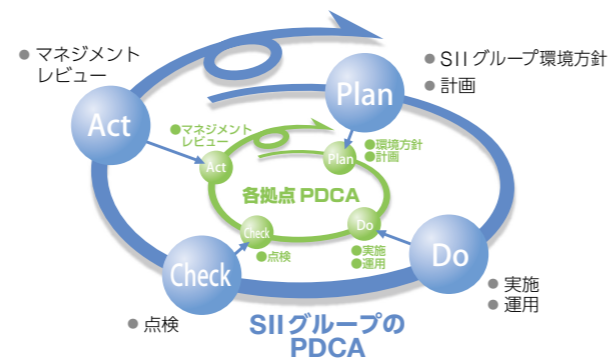 ● マネジメント
レビュー
Act
Plan
● SIIグループ環境方針
● 計画
●マネジメント
レビュー
Act
Plan
●環境方針
●計画
各拠点 PDCA
Check
●点検
Do
●実施
●運用
Check
● 点検
Do
● 実施
● 運用
SIIグループの
PDCA